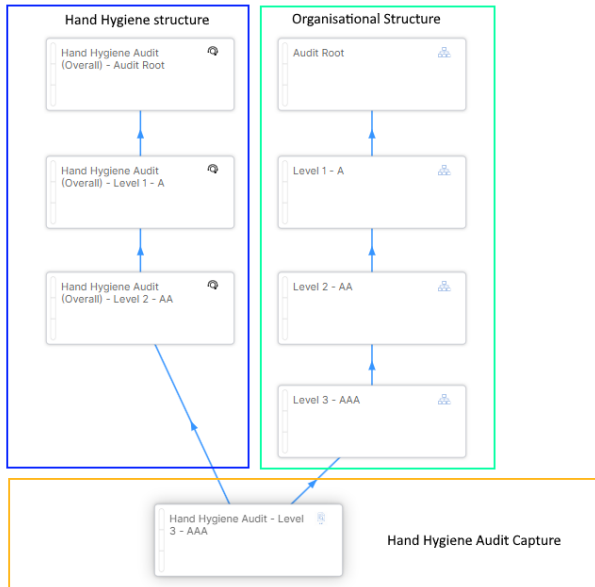 Hand Hygiene structure
Organisational Structure
Hand Hygiene Audit
(Overall) - Audit Root
Audit Root
Hand Hygiene Audit
(Overall) - Level 1 - A
Level 1 - A
Hand Hygiene Audit
(Overall) - Level 2 - AA
Level 2 - AA
Level 3 - AAA
Hand Hygiene Audit - Level
3 - AAA
Hand Hygiene Audit Capture